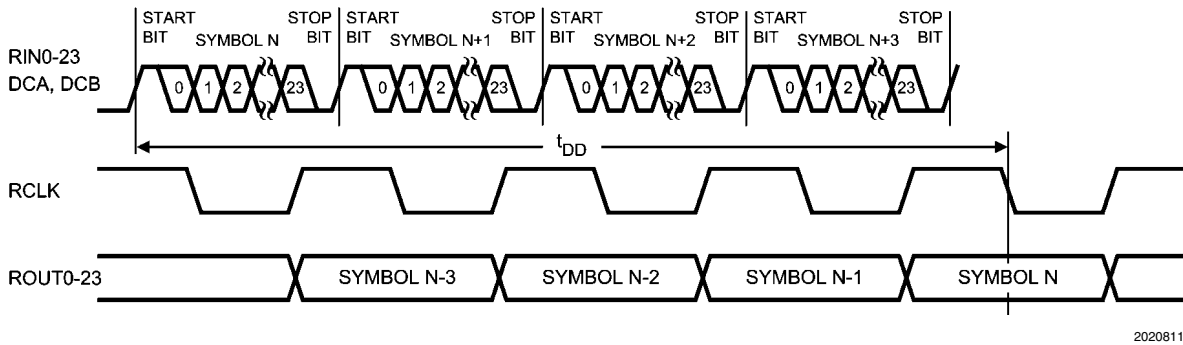 START BIT SYMBOL N STOP BIT
START BIT SYMBOL N+1 STOP BIT
START BIT SYMBOL N+2 STOP BIT
START BIT SYMBOL N+3 STOP BIT
RIN0-23
DCA, DCB
0 1 2 23 0 1 2 23 0 1 2 23 0 1 2 23
tDD
RCLK
ROUT0-23
SYMBOL N-3 SYMBOL N-2 SYMBOL N-1 SYMBOL N
2020811